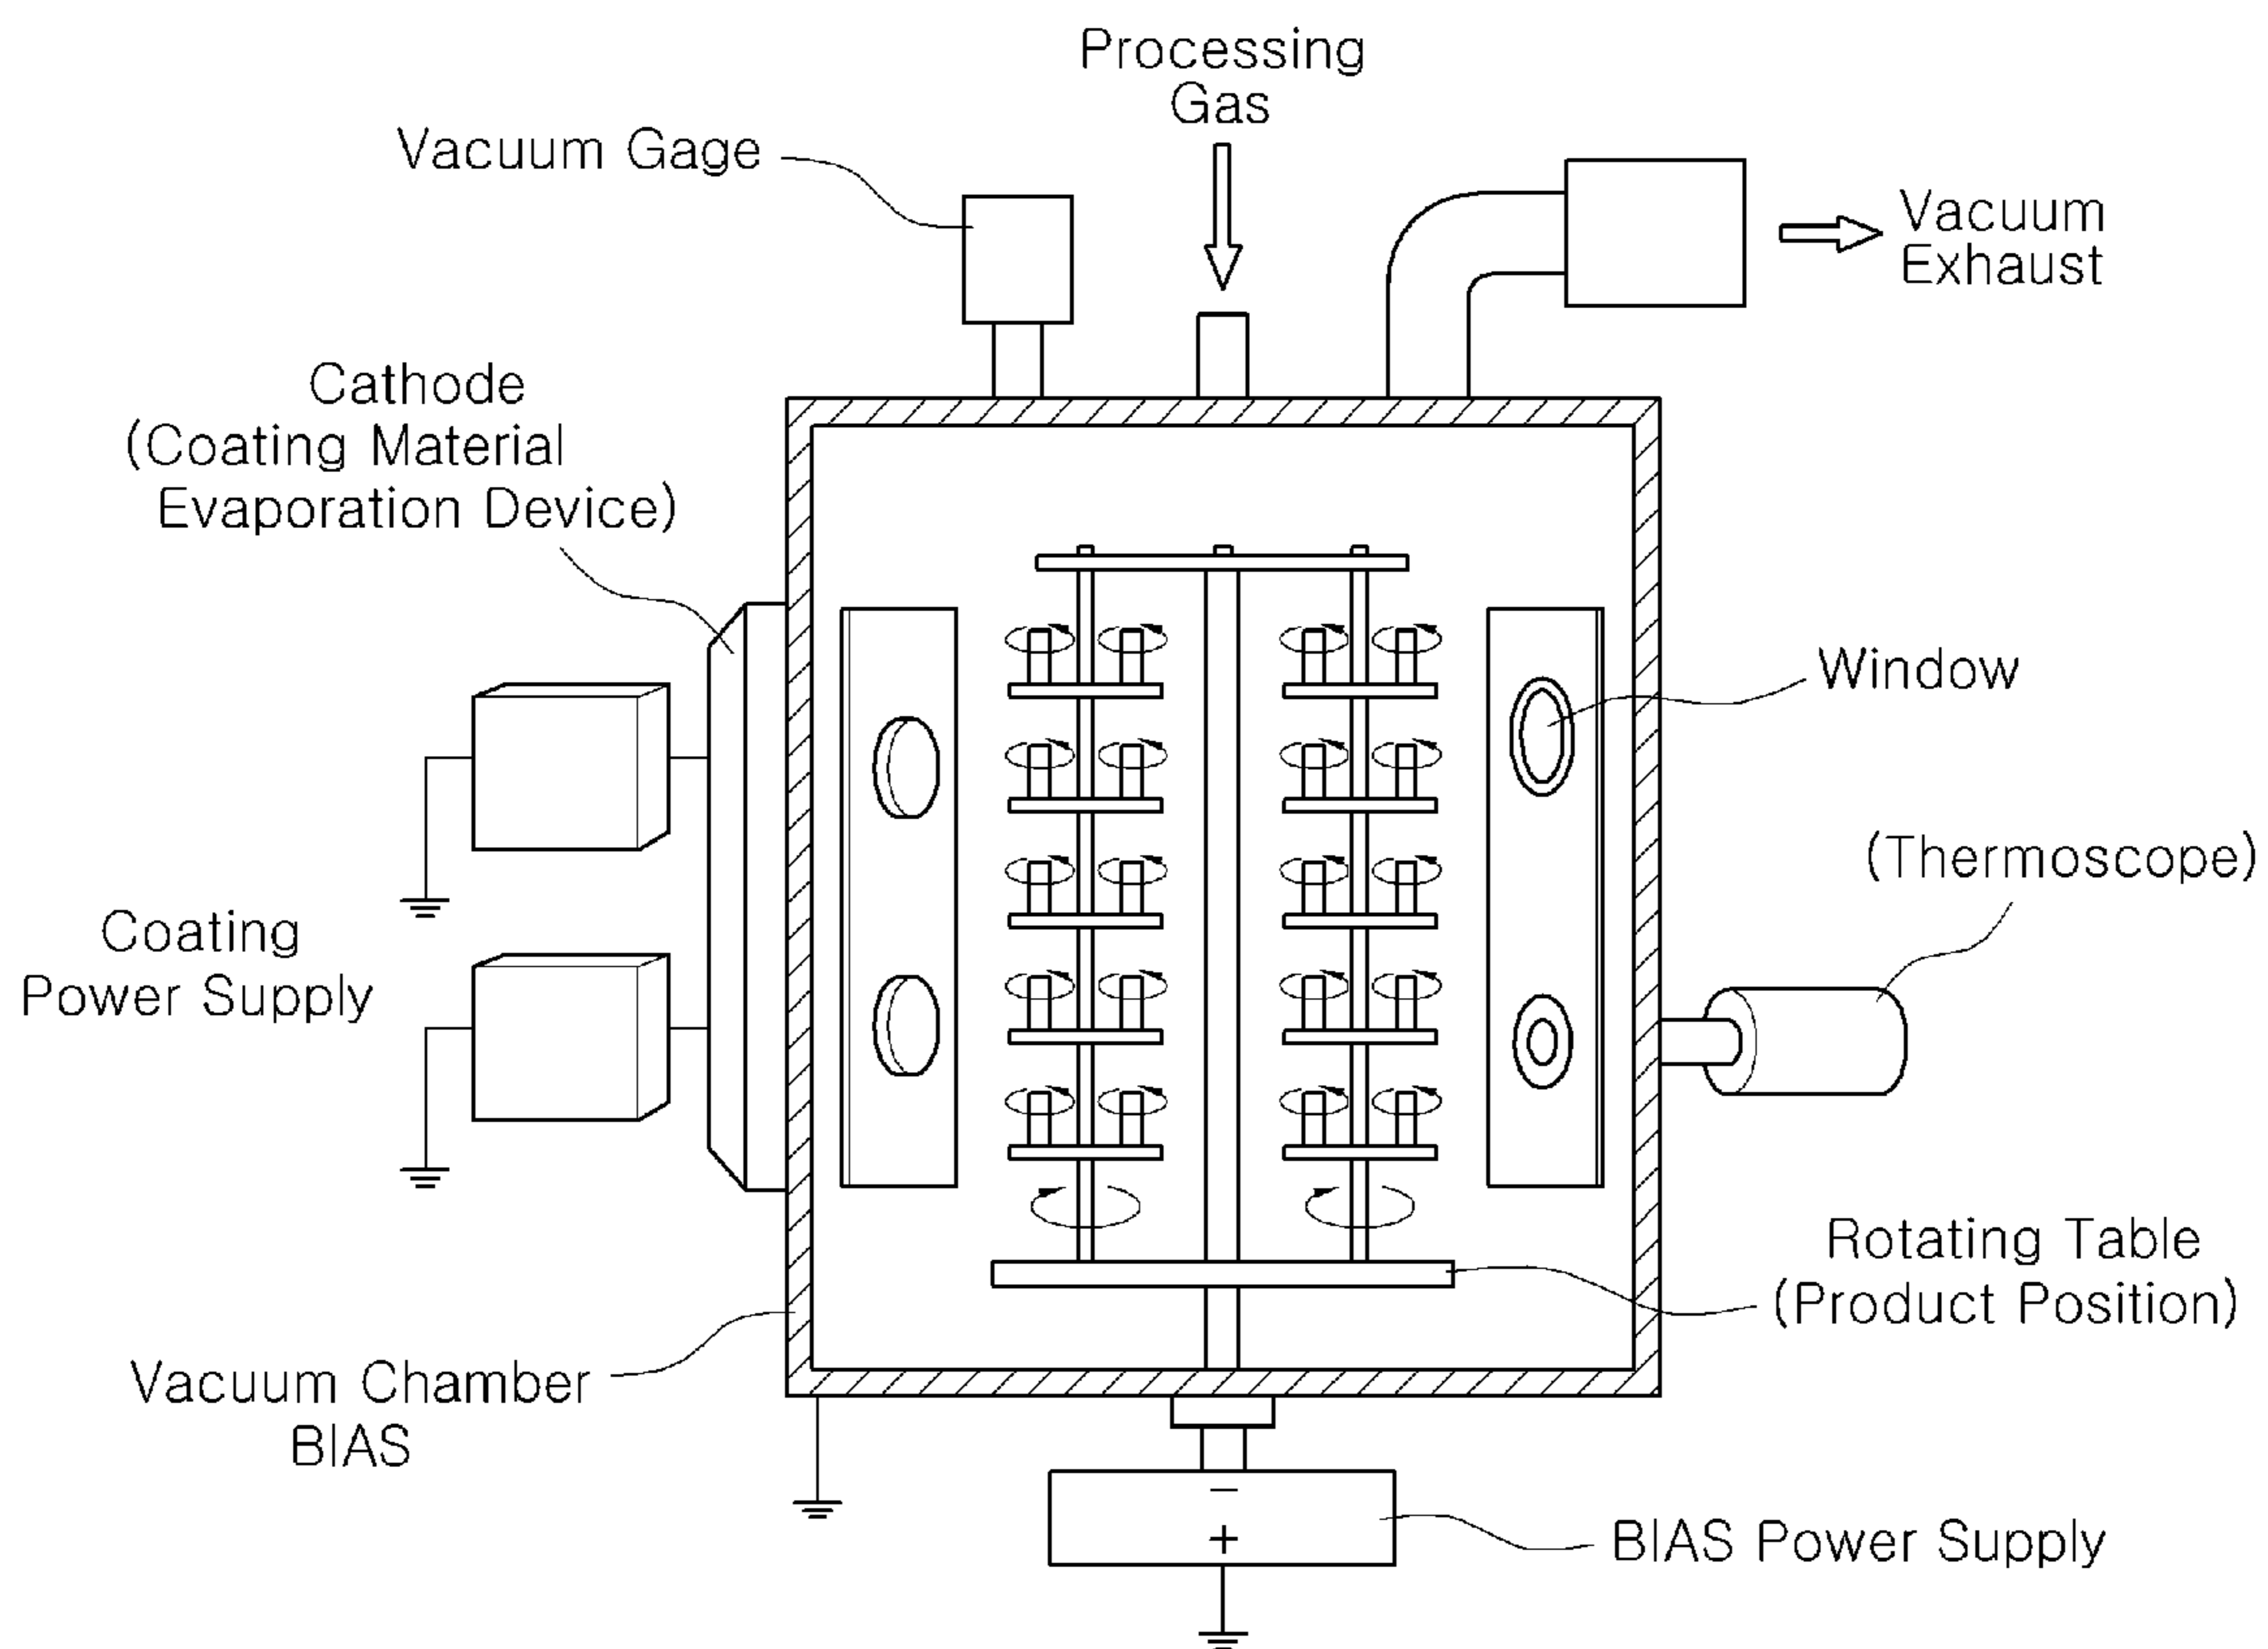 Processing
Gas
Vacuum Gage
Vacuum
Exhaust
Cathode
(Coating Material
Evaporation Device)
Window
(Thermoscope)
Coating
Power Supply
Rotating Table
(Product Position)
Vacuum Chamber
BIAS
−
+
BIAS Power Supply